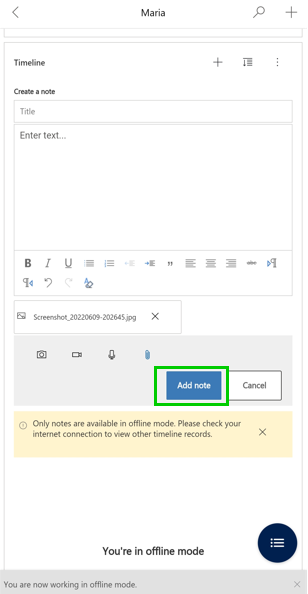 Maria
Timeline
Create a note
Title
Enter text...
B I U abc
Screenshot_20220609-202645.jpg
Add note
Cancel
Only notes are available in offline mode. Please check your
internet connection to view other timeline records.
You're in offline mode
You are now working in offline mode.